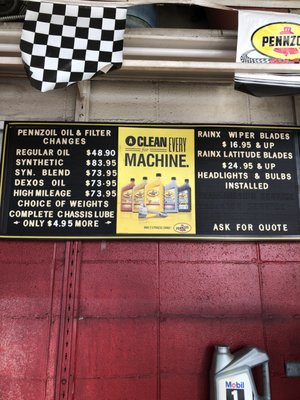 PENNZOIL
PENNZOIL OIL & FILTER
CHANGES
REGULAR OIL $48.90
SYNTHETIC $83.95
SYN. BLEND $73.95
DEXOS OIL $73.95
HIGH MILEAGE $73.95
CHOICE OF WEIGHTS
COMPLETE CHASSIS LUBE
- ONLY $4.95 MORE -
A CLEAN EVERY
MACHINE.
PENNZOIL
RAINX WIPER BLADES
$16.95 & UP
RAINX LATITUDE BLADES
$24.95 & UP
HEADLIGHTS & BULBS
INSTALLED
ASK FOR QUOTE
Mobil
1